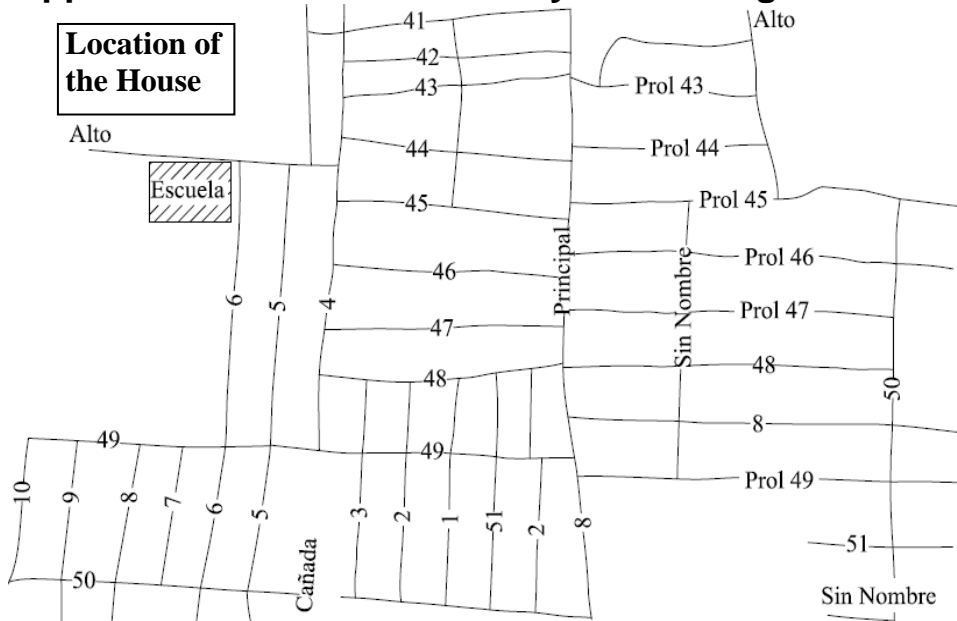 Location of
the House
Alto
41
42
43
Prol 43
Alto
44
Prol 44
Escuela
45
Prol 45
46
Prol 46
Principal
Sin Nombre
6
5
4
47
Prol 47
48
48
50
49
49
8
Prol 49
10
9
8
7
6
5
3
2
1
51
2
8
51
50
Cañada
Sin Nombre